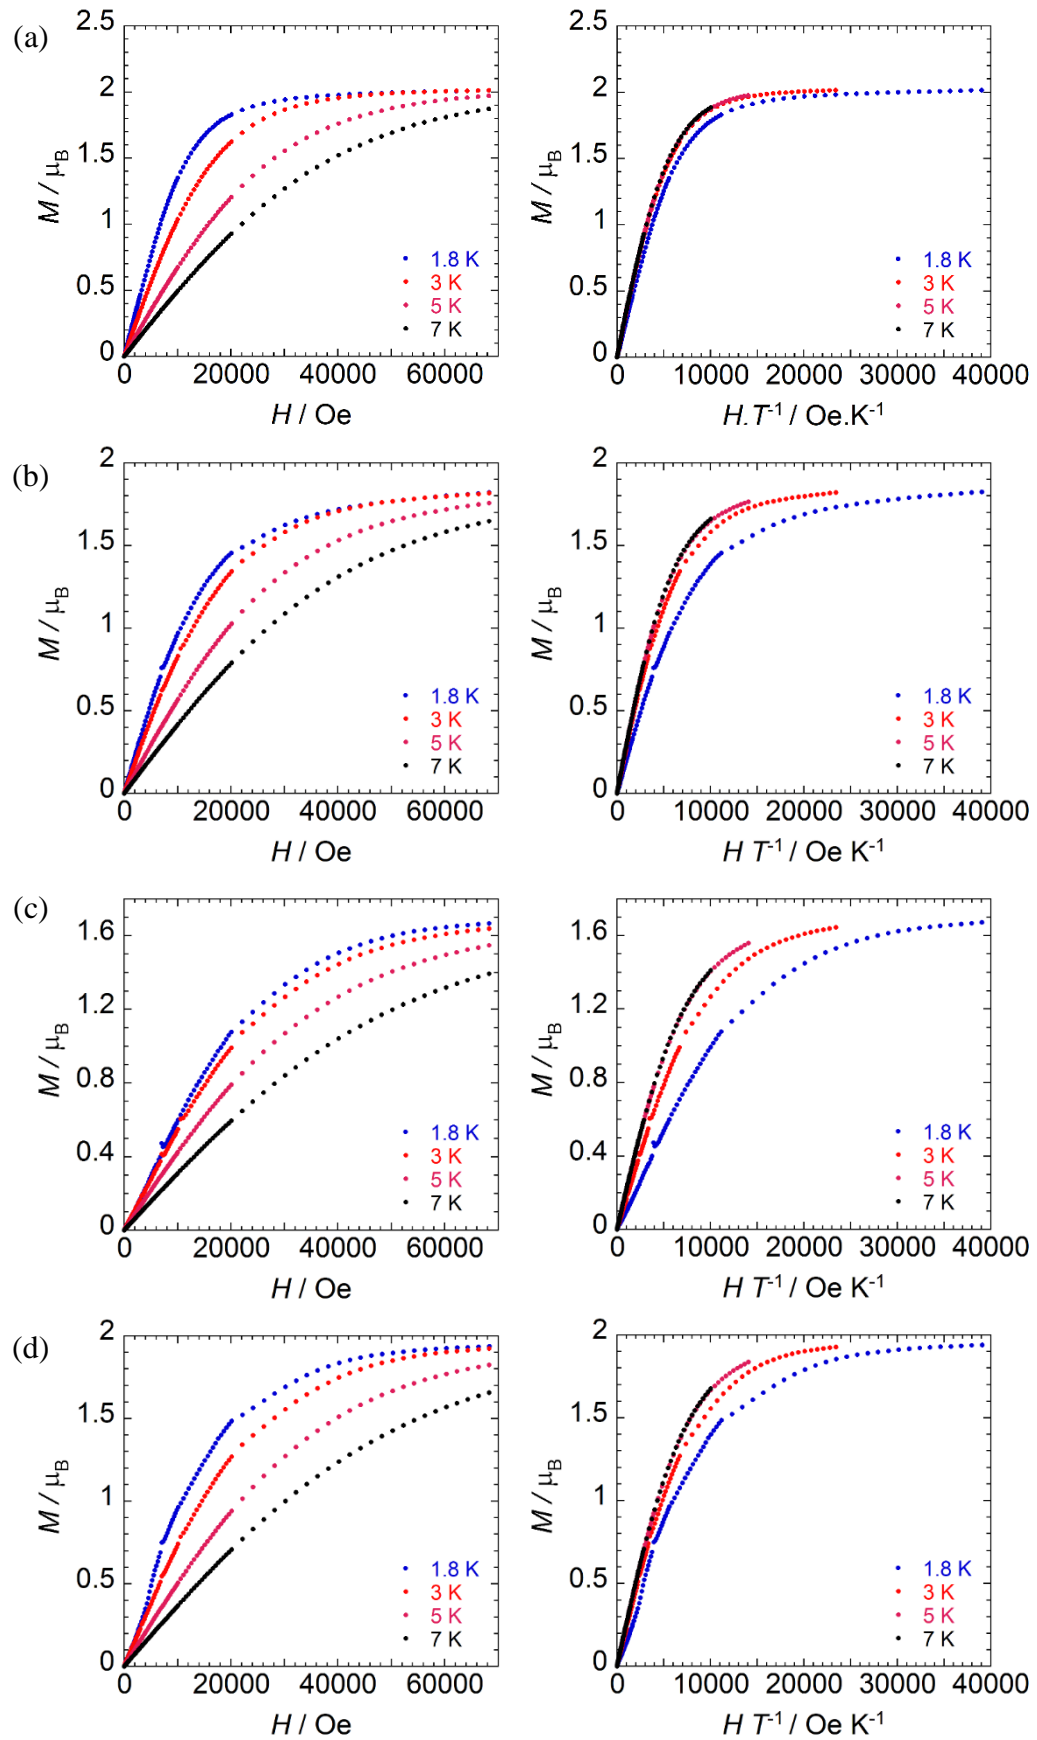 (a)
2.5
2
1.5
1
0.5
0
M / μB
1.8 K
3 K
5 K
7 K
0 20000 40000 60000
H / Oe
2.5
2
1.5
1
0.5
0
M / μB
1.8 K
3 K
5 K
7 K
0 10000 20000 30000 40000
H.T-1 / Oe.K-1
(b)
2
1.5
1
0.5
0
M / μB
1.8 K
3 K
5 K
7 K
0 20000 40000 60000
H / Oe
2
1.5
1
0.5
0
M / μB
1.8 K
3 K
5 K
7 K
0 10000 20000 30000 40000
H T-1 / Oe K-1
(c)
1.6
1.2
0.8
0.4
0
M / μB
1.8 K
3 K
5 K
7 K
0 20000 40000 60000
H / Oe
1.6
1.2
0.8
0.4
0
M / μB
1.8 K
3 K
5 K
7 K
0 10000 20000 30000 40000
H T-1 / Oe K-1
(d)
2
1.5
1
0.5
0
M / μB
1.8 K
3 K
5 K
7 K
0 20000 40000 60000
H / Oe
2
1.5
1
0.5
0
M / μB
1.8 K
3 K
5 K
7 K
0 10000 20000 30000 40000
H T-1 / Oe K-1